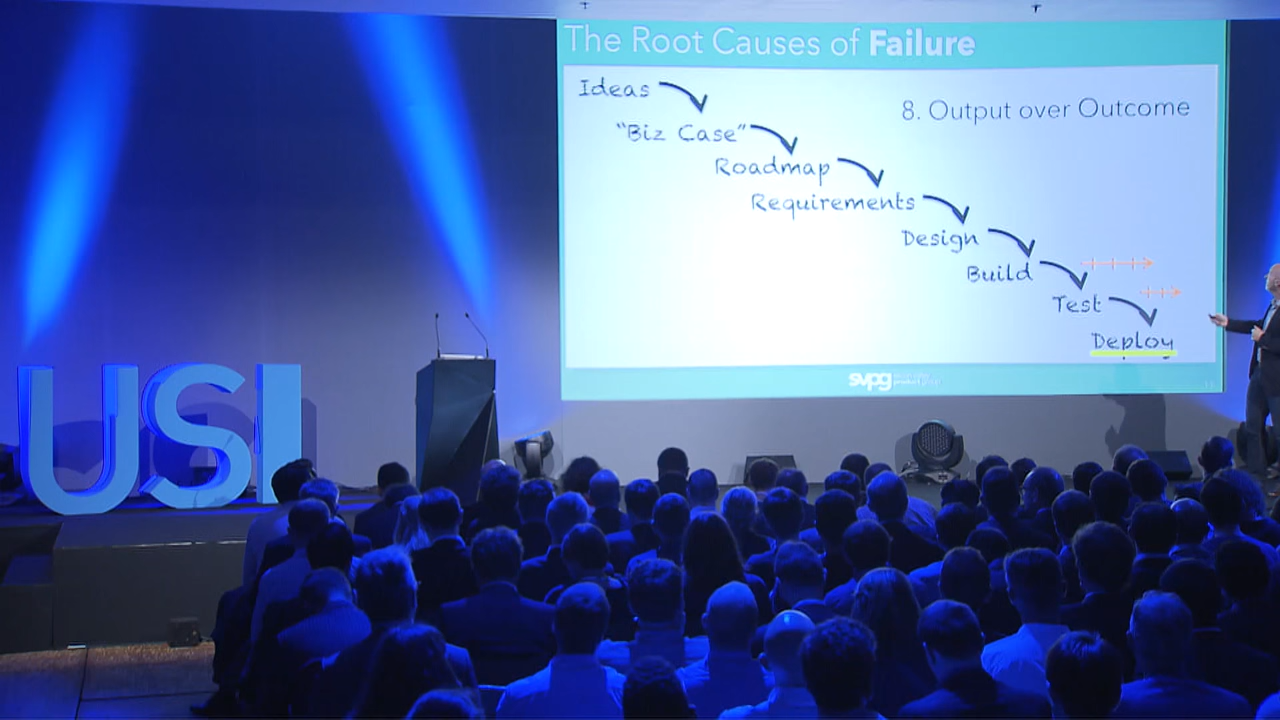 The Root Causes of Failure
Ideas
8. Output over Outcome
"Biz Case"
Roadmap
Requirements
Design
Build
Test
Deploy
svpg
USI